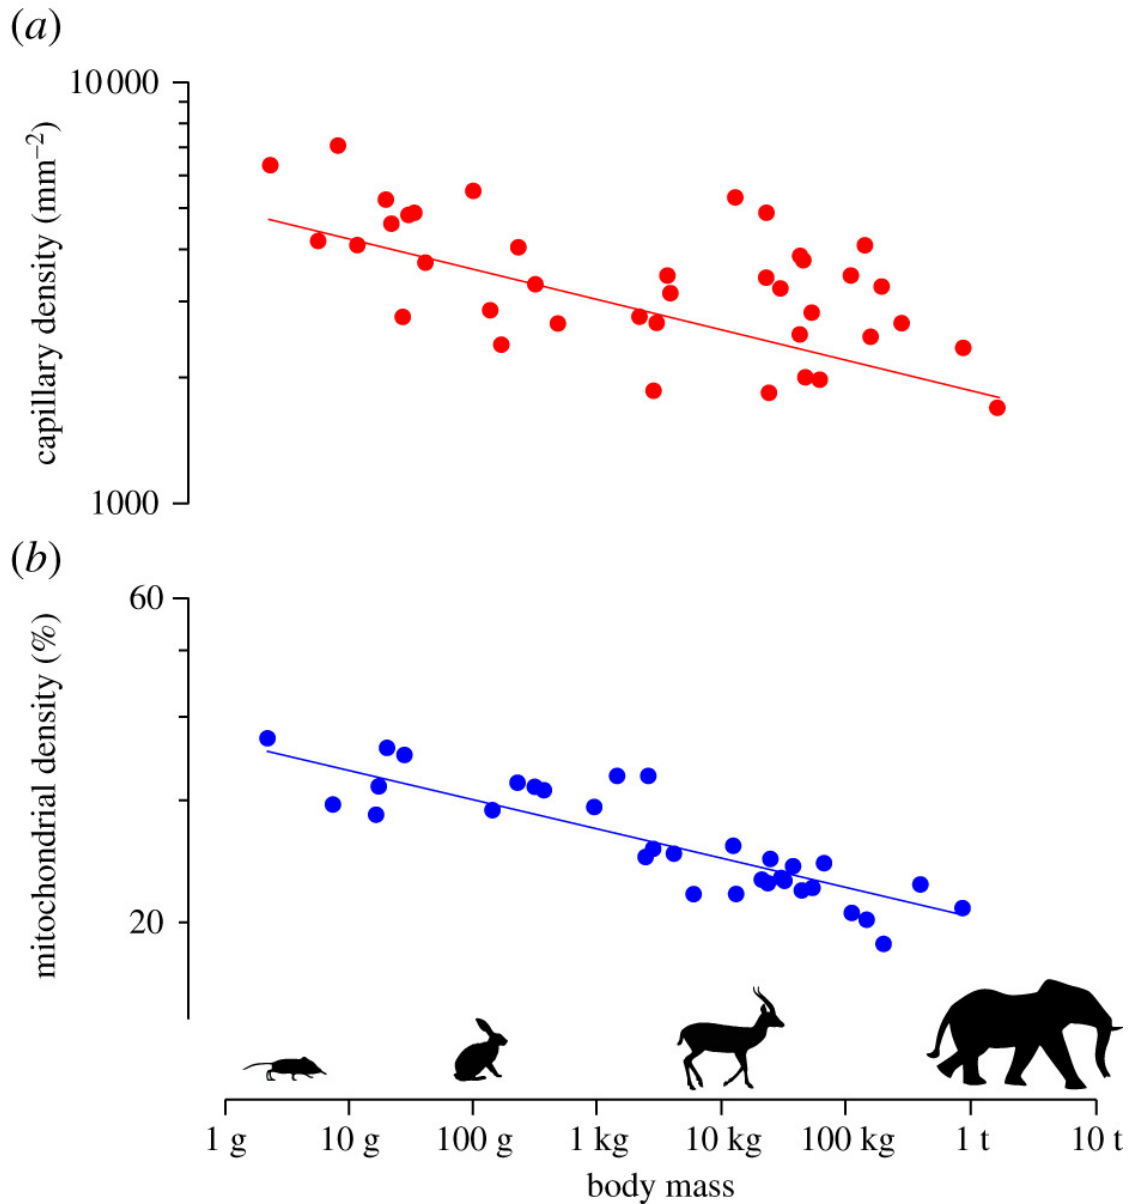 (a)
10 000
capillary density (mm⁻²)
1000
(b)
60
mitochondrial density (%)
20
1 g 10 g 100 g 1 kg 10 kg 100 kg 1 t 10 t
body mass